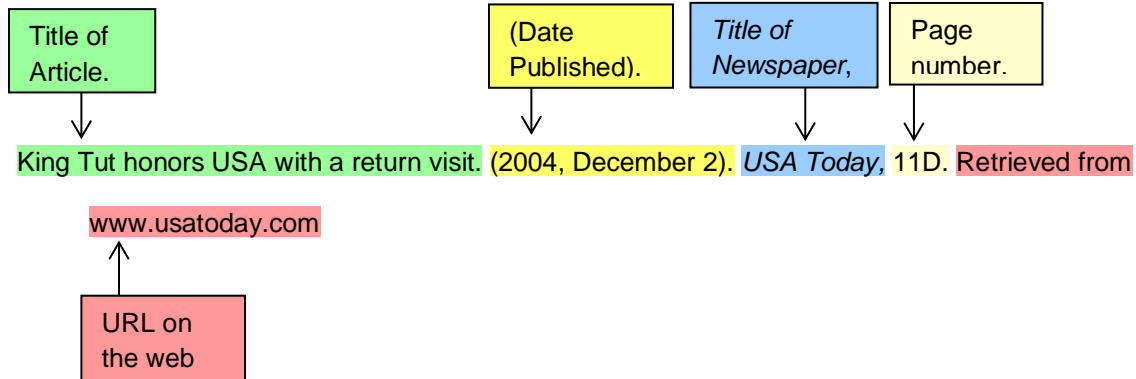 Title of
Article.
(Date
Published).
Title of
Newspaper,
Page
number.
King Tut honors USA with a return visit. (2004, December 2). USA Today, 11D. Retrieved from
www.usatoday.com
URL on
the web